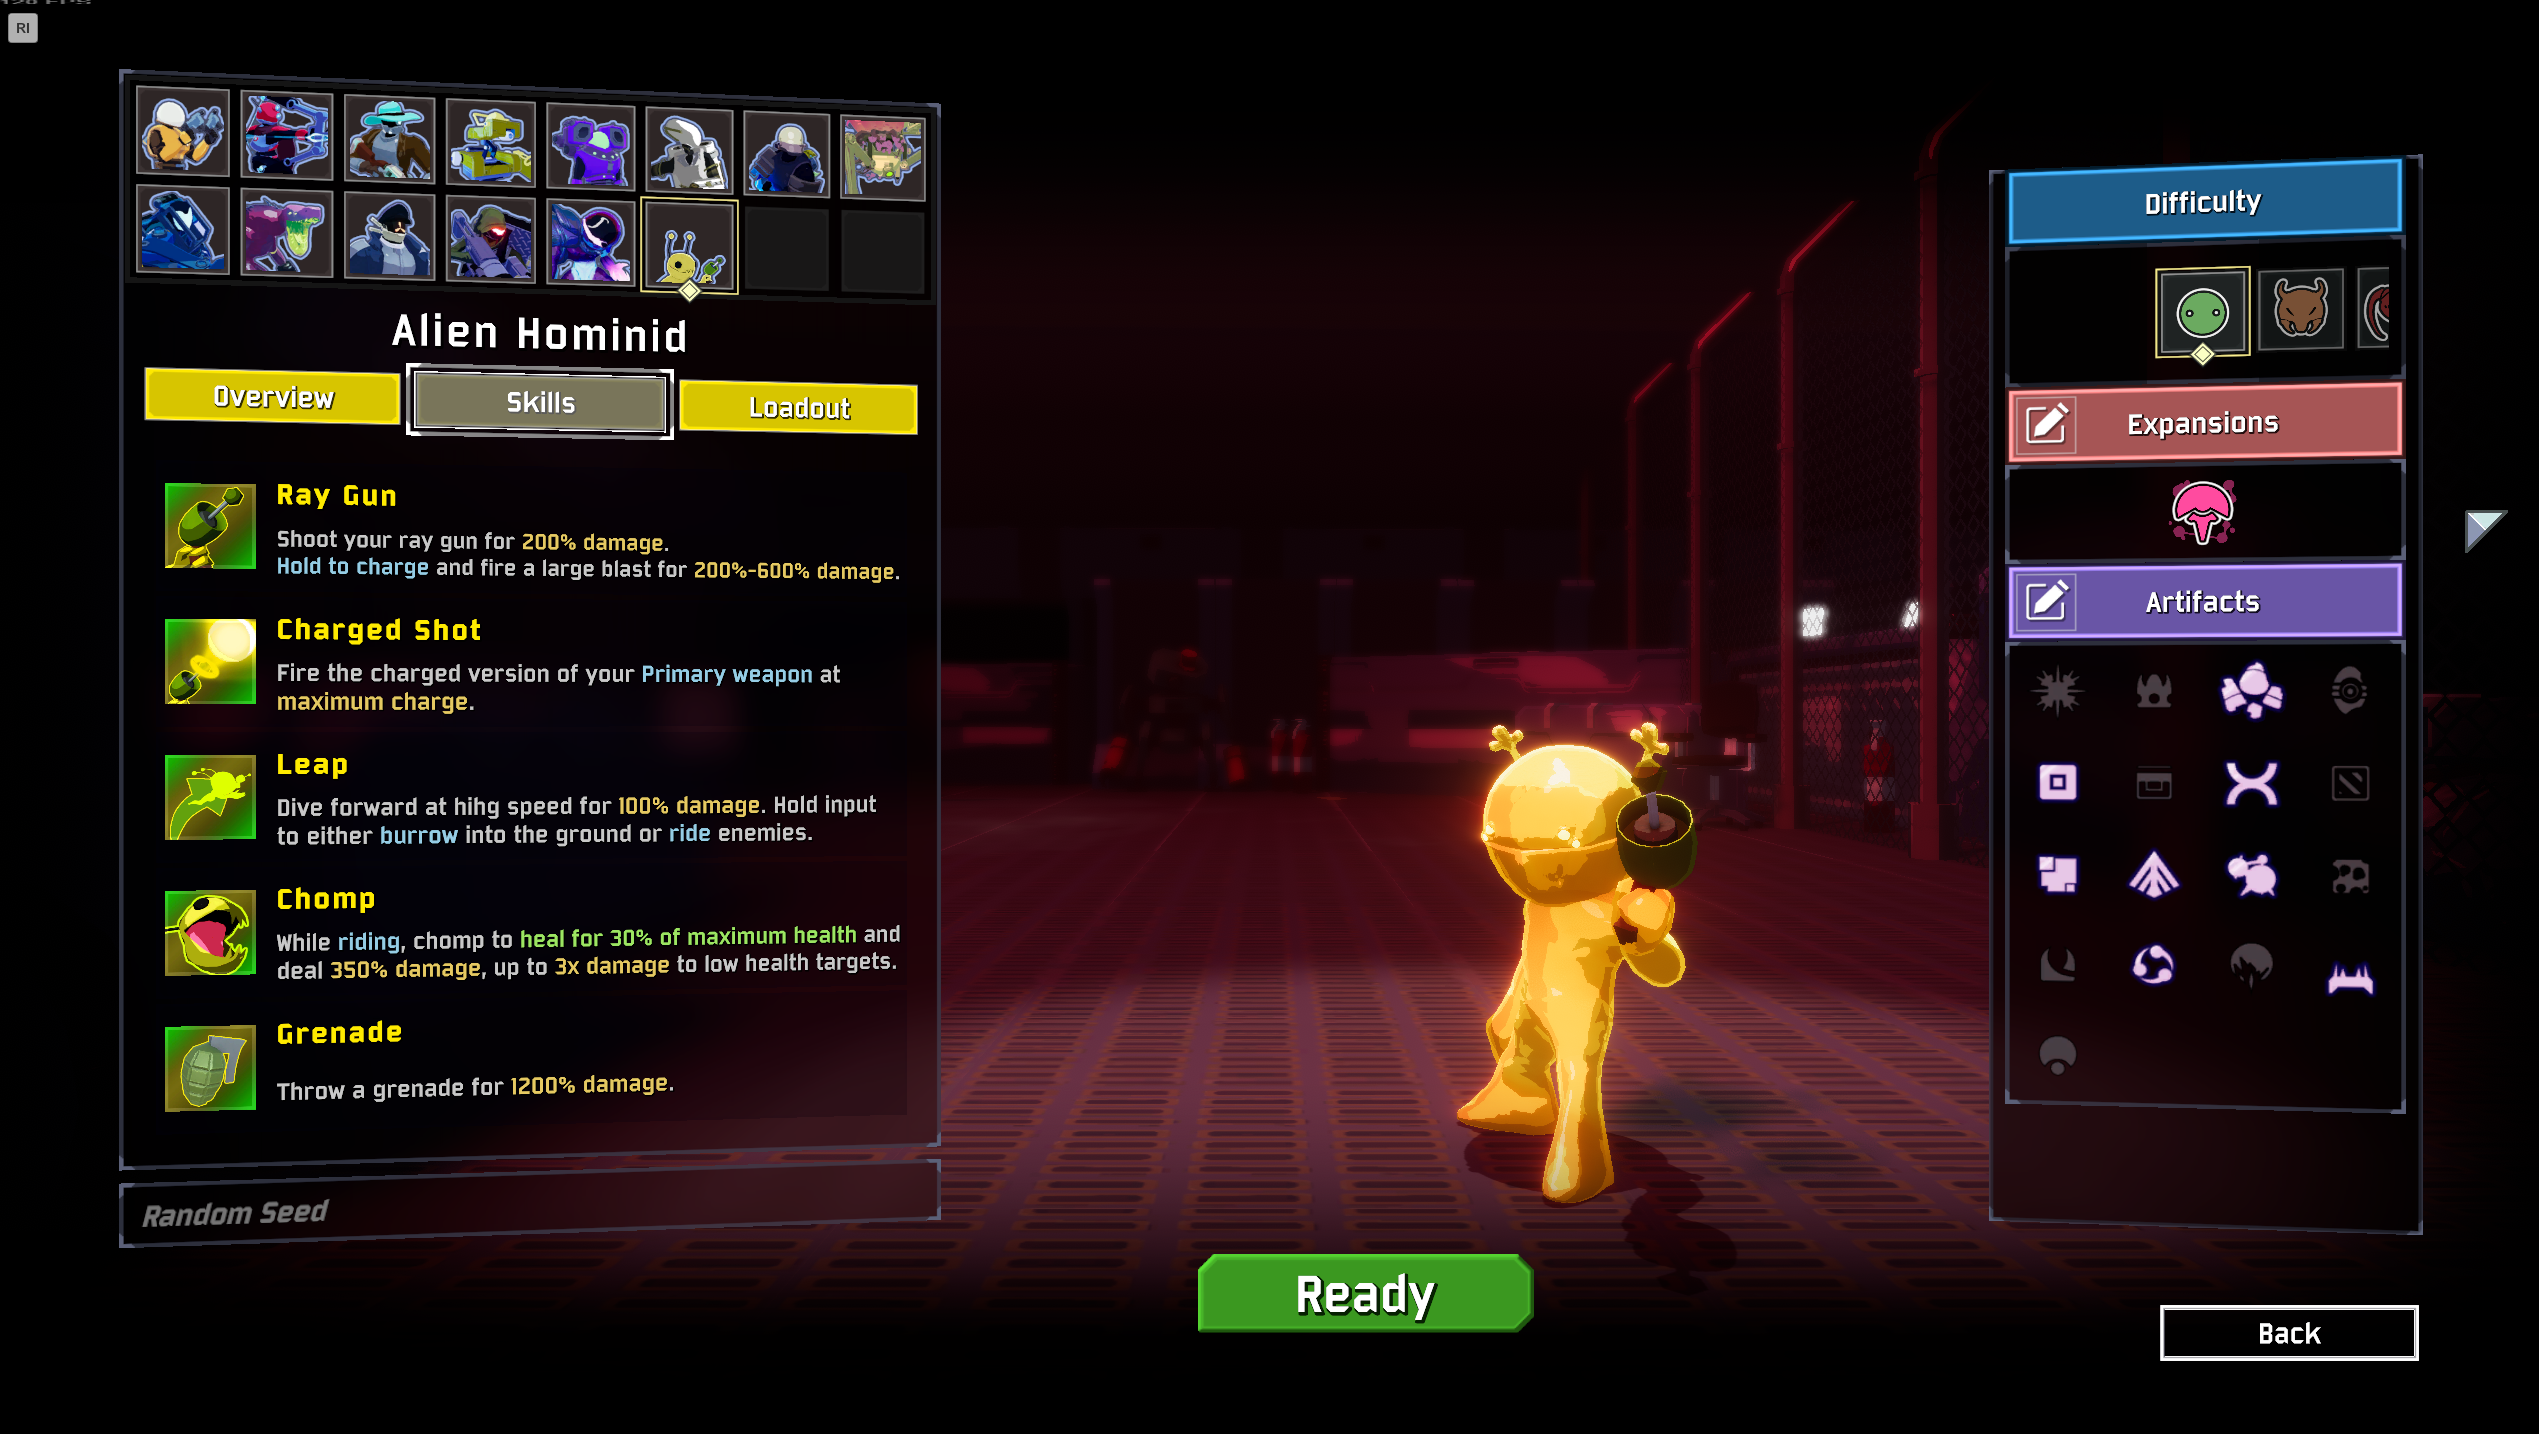 RI
Alien Hominid
Overview
Skills
Loadout
Ray Gun
Shoot your ray gun for 200% damage.
Hold to charge and fire a large blast for 200%-600% damage.
Charged Shot
Fire the charged version of your Primary weapon at
maximum charge.
Leap
Dive forward at hihg speed for 100% damage. Hold input
to either burrow into the ground or ride enemies.
Chomp
While riding, chomp to heal for 30% of maximum health and
deal 350% damage, up to 3x damage to low health targets.
Grenade
Throw a grenade for 1200% damage.
Random Seed
Ready
Difficulty
Expansions
Artifacts
Back